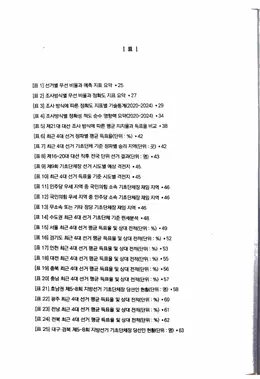 | 표 |
[표 1] 선거별 무선 비율과 예측 지표 요약 • 25
[표 2] 조사방식별 무선 비율과 정확도 지표 요약 • 27
[표 3] 조사 방식에 따른 정확도 지표별 기술통계(2020-2024) • 29
[표 4] 조사방식별 정확성 척도 순수 영향력 요약(2020-2024) • 34
[표 5] 제21대 대선 조사 방식에 따른 평균 지지율과 득표율 비교 • 38
[표 6] 최근 4대 선거 정당별 평균 득표율(단위 : %) • 42
[표 7] 최근 4대 선거 기초단체 기준 정당별 승리 지역(단위 : 곳) • 42
[표 8] 제16-20대 대선 직후 전국 단위 선거 결과(단위 : 명) • 43
[표 9] 제9회 기초단체장 선거 시도별 예상 격전지 • 45
[표 10] 최근 4대 선거 득표율 기준 시도별 격전지 • 45
[표 11] 민주당 우세 지역 중 국민의힘 소속 기초단체장 재임 지역 • 46
[표 12] 국민의힘 우세 지역 중 민주당 소속 기초단체장 재임 지역 • 46
[표 13] 무소속 또는 기타 정당 기초단체장 재임 지역 • 46
[표 14] 수도권 최근 4대 선거 기초단체 기준 판세분석 • 48
[표 15] 서울 최근 4대 선거 평균 득표율 및 상대 전적(단위 : %) • 49
[표 16] 경기도 최근 4대 선거 평균 득표율 및 상대 전적(단위 : %) • 52
[표 17] 인천 최근 4대 선거 평균 득표율 및 상대 전적(단위 : %) • 53
[표 18] 대전 최근 4대 선거 평균 득표율 및 상대 전적(단위 : %) • 55
[표 19] 충북 최근 4대 선거 평균 득표율 및 상대 전적(단위 : %) • 56
[표 20] 충남 최근 4대 선거 평균 득표율 및 상대 전적(단위 : %) • 57
[표 21] 호남권 제5-8회 지방선거 기초단체장 당선인 현황(단위 : 명) • 58
[표 22] 광주 최근 4대 선거 평균 득표율 및 상대 전적(단위 : %) • 60
[표 23] 전남 최근 4대 선거 평균 득표율 및 상대 전적(단위 : %) • 61
[표 24] 전북 최근 4대 선거 평균 득표율 및 상대 전적(단위 : %) • 62
[표 25] 대구·경북 제5-8회 지방선거 기초단체장 당선인 현황(단위 : 명) • 63